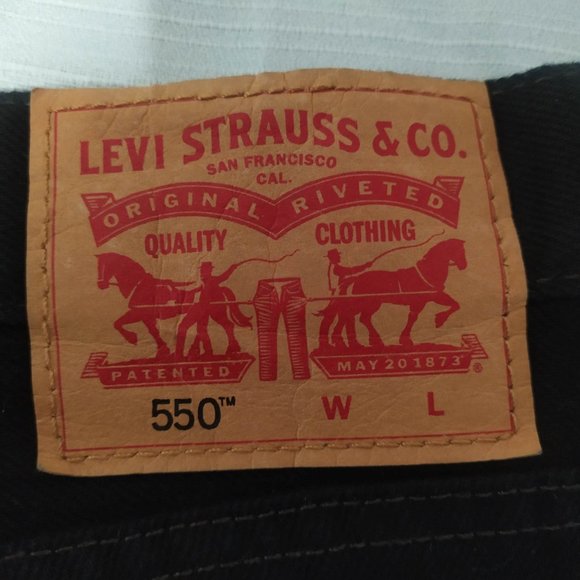 LEVI STRAUSS & CO.
SAN FRANCISCO
CAL.
ORIGINAL RIVETED
QUALITY CLOTHING
PATENTED MAY 20 1873 ®
550™ W L